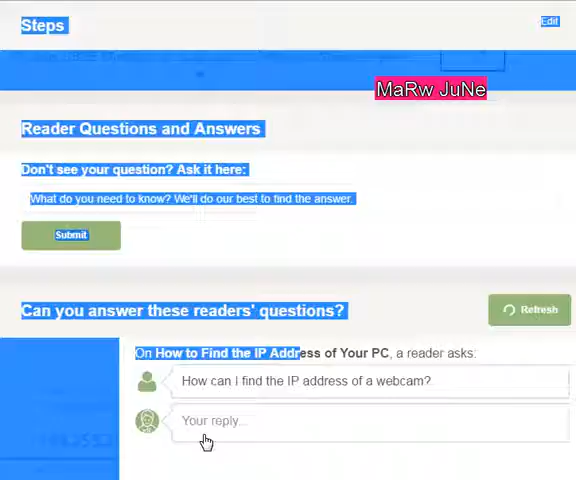 Steps
Edit
MaRw JuNe
Reader Questions and Answers
Don't see your question? Ask it here:
What do you need to know? We'll do our best to find the answer.
Submit
Can you answer these readers' questions?
Refresh
On How to Find the IP Address of Your PC, a reader asks:
How can I find the IP address of a webcam?
Your reply...